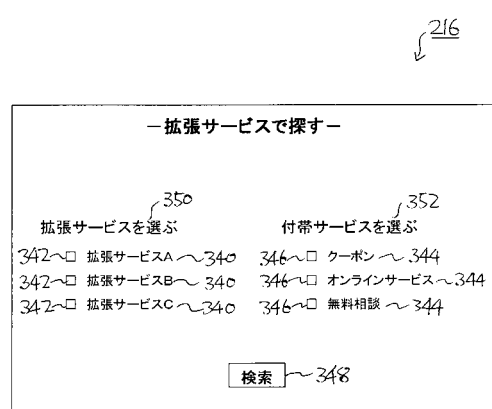 216
－拡張サービスで探す－
350
352
拡張サービスを選ぶ 付帯サービスを選ぶ
342 拡張サービスA 340 346 クーポン 344
342 拡張サービスB 340 346 オンラインサービス 344
342 拡張サービスC 340 346 無料相談 344
検索 348